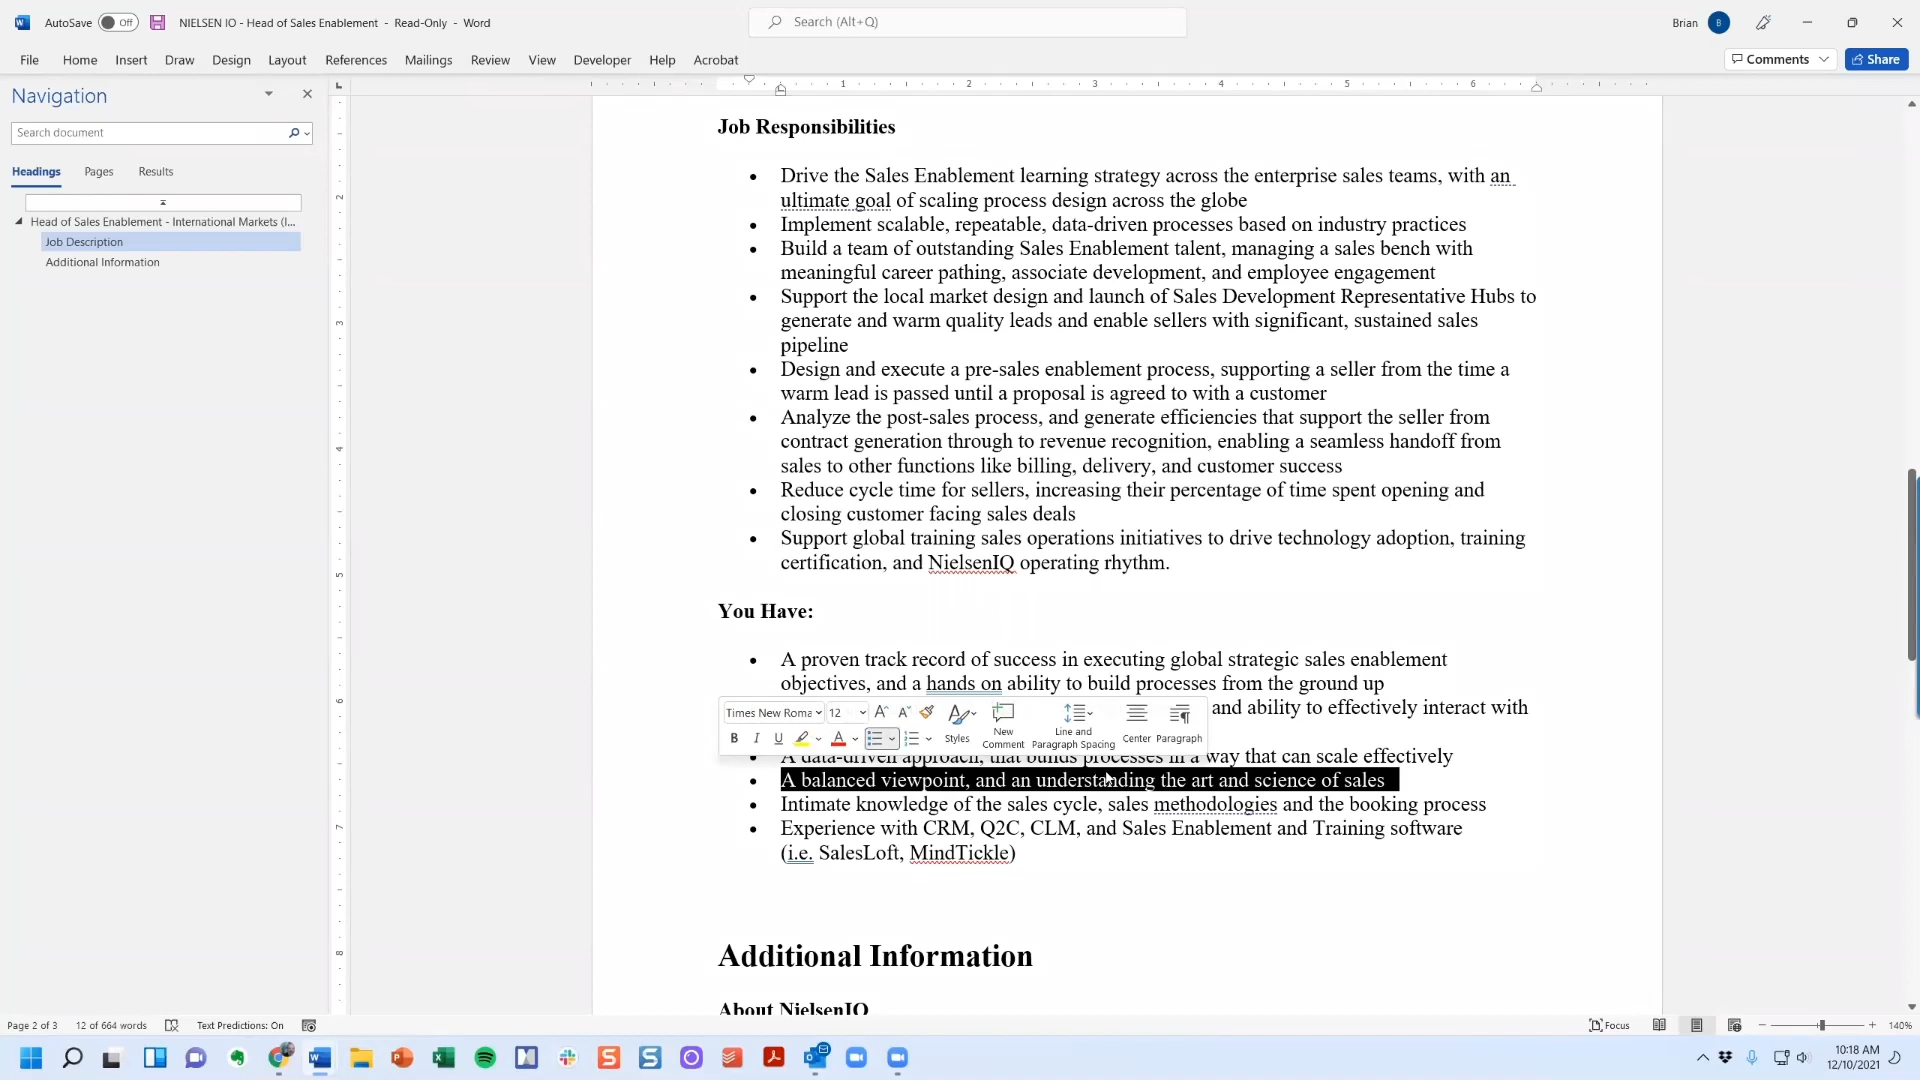 AutoSave Off NIELSEN IO - Head of Sales Enablement - Read-Only - Word Search (Alt+Q) Brian B
File Home Insert Draw Design Layout References Mailings Review View Developer Help Acrobat Comments Share
Navigation
Search document
Headings Pages Results
Head of Sales Enablement - International Markets (I...
Job Description
Additional Information
L 1 2 3 4 5 6
2
3
4
5
6
7
8
Job Responsibilities
• Drive the Sales Enablement learning strategy across the enterprise sales teams, with an
ultimate goal of scaling process design across the globe
• Implement scalable, repeatable, data-driven processes based on industry practices
• Build a team of outstanding Sales Enablement talent, managing a sales bench with
meaningful career pathing, associate development, and employee engagement
• Support the local market design and launch of Sales Development Representative Hubs to
generate and warm quality leads and enable sellers with significant, sustained sales
pipeline
• Design and execute a pre-sales enablement process, supporting a seller from the time a
warm lead is passed until a proposal is agreed to with a customer
• Analyze the post-sales process, and generate efficiencies that support the seller from
contract generation through to revenue recognition, enabling a seamless handoff from
sales to other functions like billing, delivery, and customer success
• Reduce cycle time for sellers, increasing their percentage of time spent opening and
closing customer facing sales deals
• Support global training sales operations initiatives to drive technology adoption, training
certification, and NielsenIQ operating rhythm.
You Have:
• A proven track record of success in executing global strategic sales enablement
objectives, and a hands on ability to build processes from the ground up
and ability to effectively interact with
Times New Roma 12 A A Styles New Comment Line and Paragraph Spacing Center Paragraph
B I U A
• A data-driven approach, that builds processes in a way that can scale effectively
• A balanced viewpoint, and an understanding the art and science of sales
• Intimate knowledge of the sales cycle, sales methodologies and the booking process
• Experience with CRM, Q2C, CLM, and Sales Enablement and Training software
(i.e. SalesLoft, MindTickle)
Additional Information
About NielsenIQ
Page 2 of 3 12 of 664 words Text Predictions: On Focus 140%
10:18 AM
12/10/2021